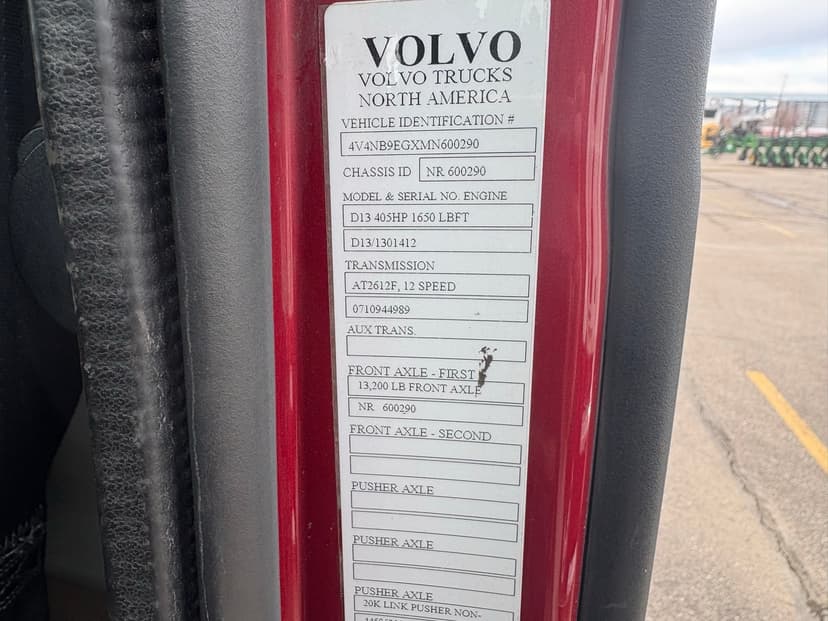 VOLVO
VOLVO TRUCKS
NORTH AMERICA
VEHICLE IDENTIFICATION #
4V4NB9EGXMN600290
CHASSIS ID NR 600290
MODEL & SERIAL NO. ENGINE
D13 405HP 1650 LBFT
D13/1301412
TRANSMISSION
AT2612F, 12 SPEED
0710944989
AUX TRANS.
FRONT AXLE - FIRST
13,200 LB FRONT AXLE
NR 600290
FRONT AXLE - SECOND
PUSHER AXLE
PUSHER AXLE
PUSHER AXLE
20K LINK PUSHER NON-